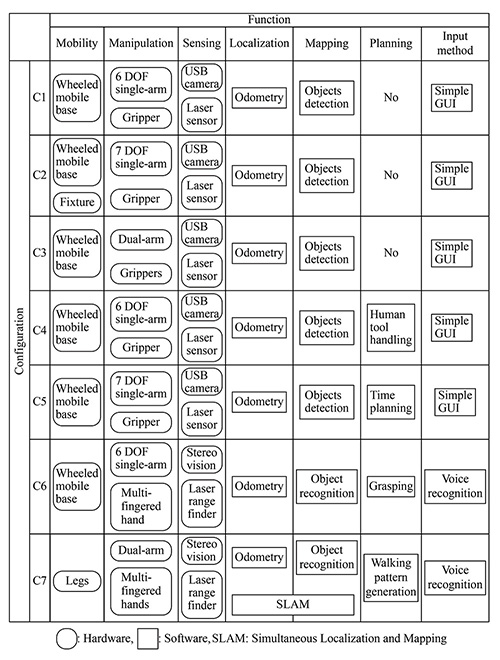 Function
Mobility Manipulation Sensing Localization Mapping Planning Input method
Configuration
C1
Wheeled mobile base
6 DOF single-arm
Gripper
USB camera
Laser sensor
Odometry
Objects detection
No
Simple GUI
C2
Wheeled mobile base
Fixture
7 DOF single-arm
Gripper
USB camera
Laser sensor
Odometry
Objects detection
No
Simple GUI
C3
Wheeled mobile base
Dual-arm
Grippers
USB camera
Laser sensor
Odometry
Objects detection
No
Simple GUI
C4
Wheeled mobile base
6 DOF single-arm
Gripper
USB camera
Laser sensor
Odometry
Objects detection
Human tool handling
Simple GUI
C5
Wheeled mobile base
7 DOF single-arm
Gripper
USB camera
Laser sensor
Odometry
Objects detection
Time planning
Simple GUI
C6
Wheeled mobile base
6 DOF single-arm
Multi-fingered hand
Stereo vision
Laser range finder
Odometry
Object recognition
Grasping
Voice recognition
C7
Legs
Dual-arm
Multi-fingered hands
Stereo vision
Laser range finder
Odometry
Object recognition
SLAM
Walking pattern generation
Voice recognition
: Hardware, : Software, SLAM: Simultaneous Localization and Mapping